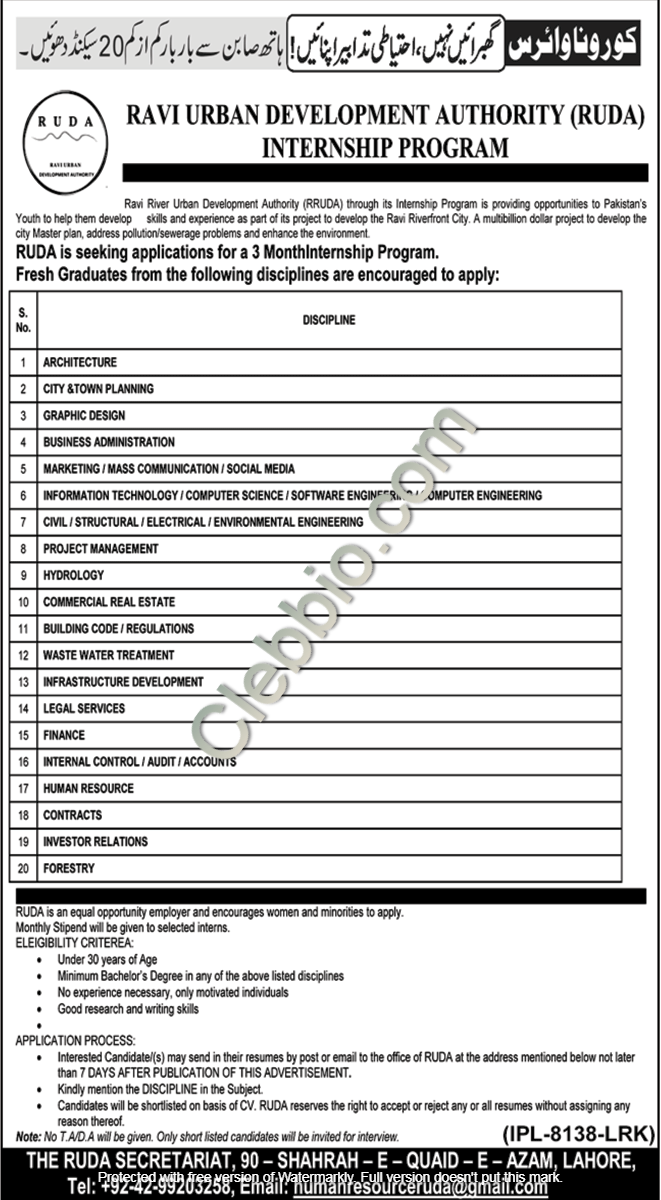 کورونا وائرس گھبرائیں نہیں، احتیاطی تدابیر اپنائیں! ہاتھ صابن سے بار بار کم از کم 20 سیکنڈ دھوئیں۔
RUDA
RAVI URBAN
DEVELOPMENT AUTHORITY
RAVI URBAN DEVELOPMENT AUTHORITY (RUDA)
INTERNSHIP PROGRAM
Ravi River Urban Development Authority (RRUDA) through its Internship Program is providing opportunities to Pakistan's
Youth to help them develop skills and experience as part of its project to develop the Ravi Riverfront City. A multibillion dollar project to develop the
city Master plan, address pollution/sewerage problems and enhance the environment.
RUDA is seeking applications for a 3 MonthInternship Program.
Fresh Graduates from the following disciplines are encouraged to apply:
S. No. DISCIPLINE
1 ARCHITECTURE
2 CITY &TOWN PLANNING
3 GRAPHIC DESIGN
4 BUSINESS ADMINISTRATION
5 MARKETING / MASS COMMUNICATION / SOCIAL MEDIA
6 INFORMATION TECHNOLOGY / COMPUTER SCIENCE / SOFTWARE ENGINEERING / COMPUTER ENGINEERING
7 CIVIL / STRUCTURAL / ELECTRICAL / ENVIRONMENTAL ENGINEERING
8 PROJECT MANAGEMENT
9 HYDROLOGY
10 COMMERCIAL REAL ESTATE
11 BUILDING CODE / REGULATIONS
12 WASTE WATER TREATMENT
13 INFRASTRUCTURE DEVELOPMENT
14 LEGAL SERVICES
15 FINANCE
16 INTERNAL CONTROL / AUDIT / ACCOUNTS
17 HUMAN RESOURCE
18 CONTRACTS
19 INVESTOR RELATIONS
20 FORESTRY
Clebbio.com
RUDA is an equal opportunity employer and encourages women and minorities to apply.
Monthly Stipend will be given to selected interns.
ELEIGIBILITY CRITEREA:
• Under 30 years of Age
• Minimum Bachelor's Degree in any of the above listed disciplines
• No experience necessary, only motivated individuals
• Good research and writing skills
•
APPLICATION PROCESS:
• Interested Candidate/(s) may send in their resumes by post or email to the office of RUDA at the address mentioned below not later
than 7 DAYS AFTER PUBLICATION OF THIS ADVERTISEMENT.
• Kindly mention the DISCIPLINE in the Subject.
• Candidates will be shortlisted on basis of CV. RUDA reserves the right to accept or reject any or all resumes without assigning any
reason thereof.
Note: No T.A/D.A will be given. Only short listed candidates will be invited for interview. (IPL-8138-LRK)
THE RUDA SECRETARIAT, 90 – SHAHRAH – E – QUAID – E – AZAM, LAHORE,
Protected with free version of Watermarkly. Full version doesn't put this mark.
Tel: +92-42-99203258, Email: humanresourceruda@gmail.com